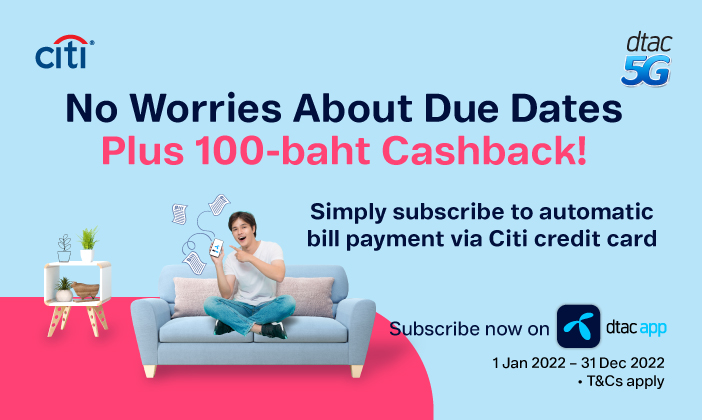 citi®
dtac
5G
No Worries About Due Dates
Plus 100-baht Cashback!
Simply subscribe to automatic
bill payment via Citi credit card
Subscribe now on dtac app
1 Jan 2022 – 31 Dec 2022
• T&Cs apply